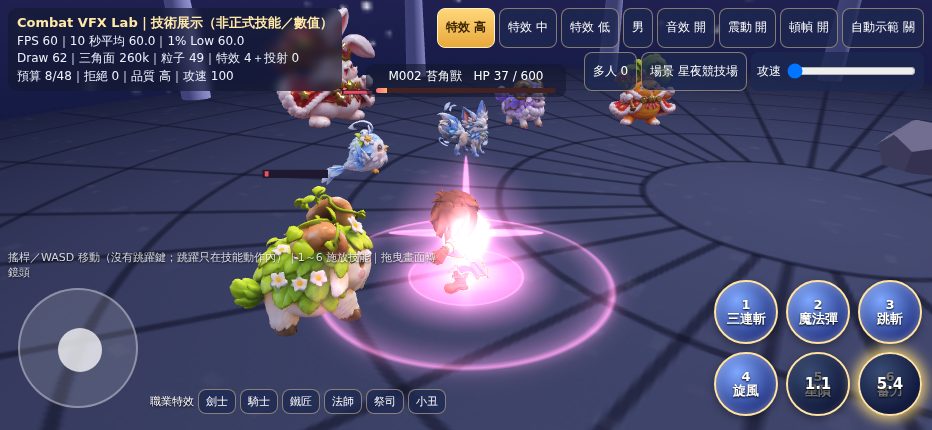 Combat VFX Lab｜技術展示（非正式技能／數值）
FPS 60｜10 秒平均 60.0｜1% Low 60.0
Draw 62｜三角面 260k｜粒子 49｜特效 4＋投射 0
預算 8/48｜拒絕 0｜品質 高｜攻速 100
特效 高
特效 中
特效 低
男
音效 開
震動 開
頓幀 開
自動示範 關
多人 0
場景 星夜競技場
攻速
M002 苔角獸 HP 37 / 600
搖桿／WASD 移動（沒有跳躍鍵；跳躍只在技能動作內）｜1～6 施放技能｜拖曳畫面轉
鏡頭
1
三連斬
2
魔法彈
3
跳斬
4
旋風
5
1.1
星隕
6
5.4
蓄力
職業特效
劍士
騎士
鐵匠
法師
祭司
小丑